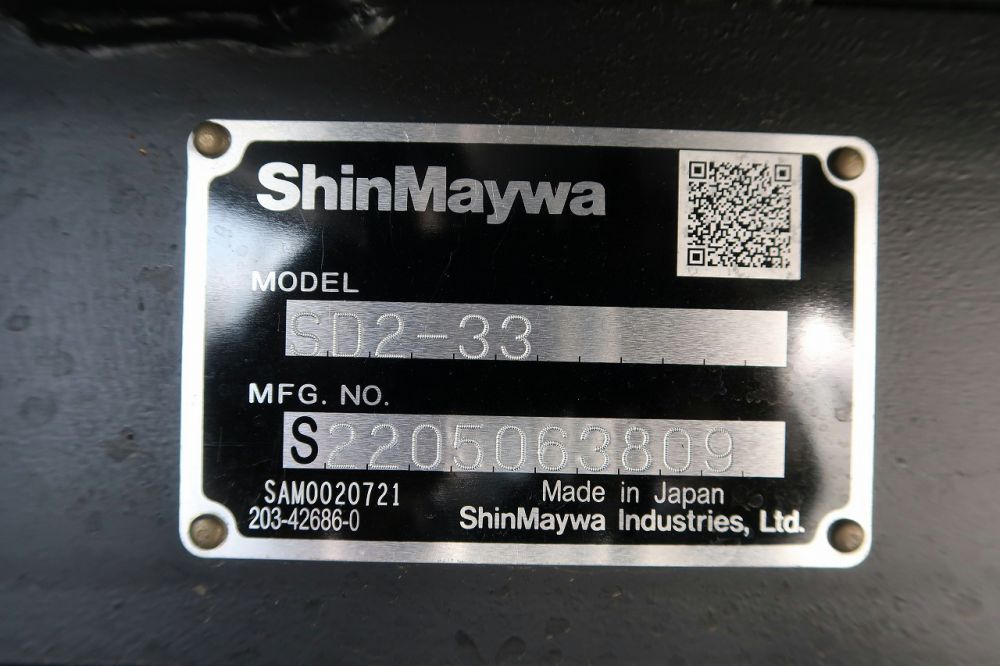 ShinMaywa
MODEL
SD2-33
MFG. NO.
S2205063809
SAM0020721
Made in Japan
203-42686-0
ShinMaywa Industries, Ltd.